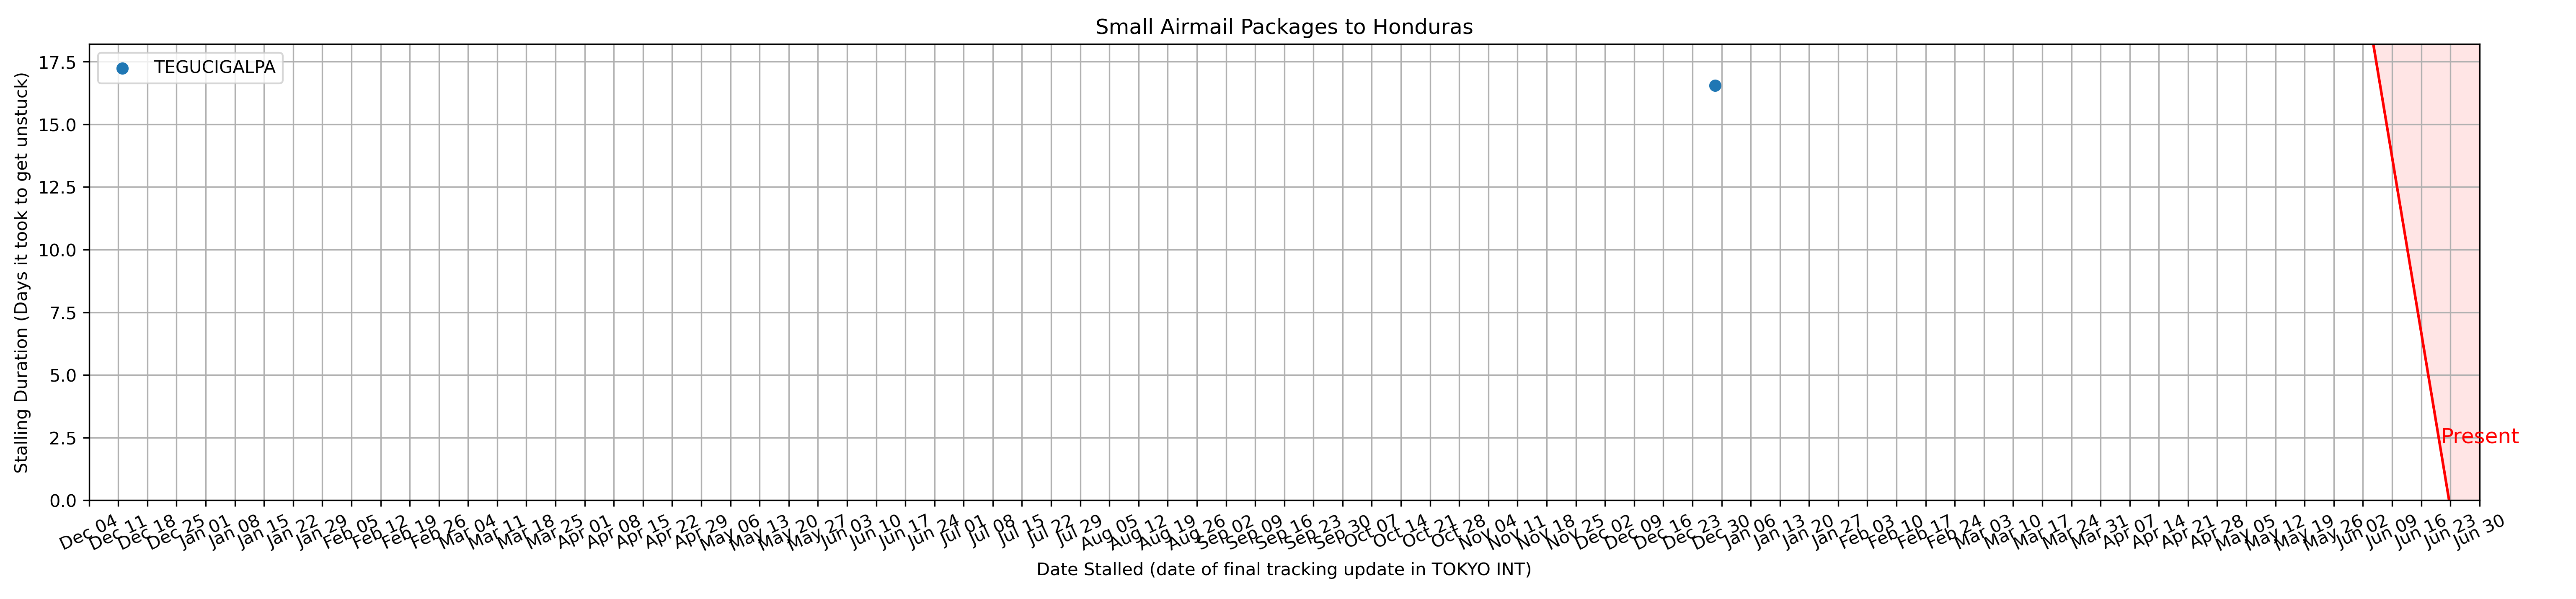 Small Airmail Packages to Honduras
TEGUCIGALPA
Stalling Duration (Days it took to get unstuck)
17.5
15.0
12.5
10.0
7.5
5.0
2.5
0.0
Present
Dec 04 Dec 11 Dec 18 Dec 25 Jan 01 Jan 08 Jan 15 Jan 22 Jan 29 Feb 05 Feb 12 Feb 19 Feb 26 Mar 04 Mar 11 Mar 18 Mar 25 Apr 01 Apr 08 Apr 15 Apr 22 Apr 29 May 06 May 13 May 20 May 27 Jun 03 Jun 10 Jun 17 Jun 24 Jul 01 Jul 08 Jul 15 Jul 22 Jul 29 Aug 05 Aug 12 Aug 19 Aug 26 Sep 02 Sep 09 Sep 16 Sep 23 Sep 30 Oct 07 Oct 14 Oct 21 Oct 28 Nov 04 Nov 11 Nov 18 Nov 25 Dec 02 Dec 09 Dec 16 Dec 23 Dec 30 Jan 06 Jan 13 Jan 20 Jan 27 Feb 03 Feb 10 Feb 17 Feb 24 Mar 03 Mar 10 Mar 17 Mar 24 Mar 31 Apr 07 Apr 14 Apr 21 Apr 28 May 05 May 12 May 19 May 26 Jun 02 Jun 09 Jun 16 Jun 23 Jun 30
Date Stalled (date of final tracking update in TOKYO INT)